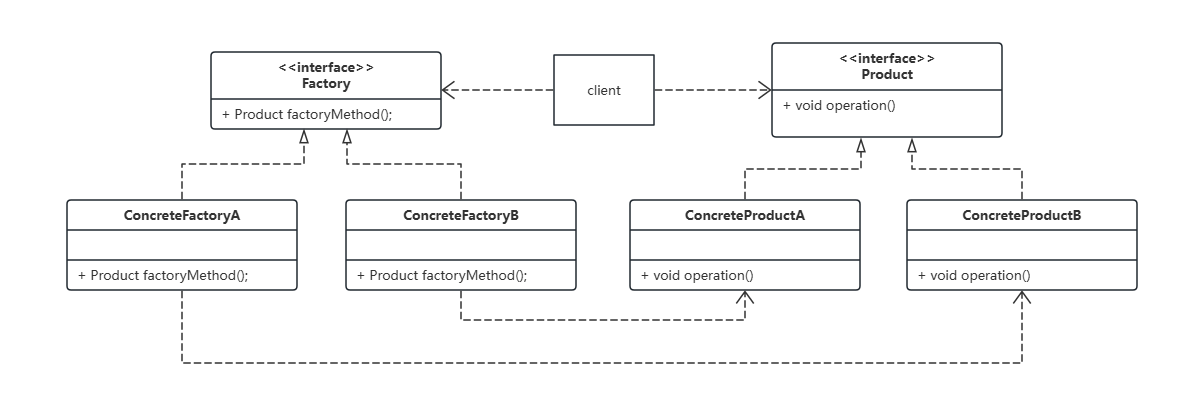 <<interface>>
Factory
+ Product factoryMethod();
client
<<interface>>
Product
+ void operation()
ConcreteFactoryA
+ Product factoryMethod();
ConcreteFactoryB
+ Product factoryMethod();
ConcreteProductA
+ void operation()
ConcreteProductB
+ void operation()